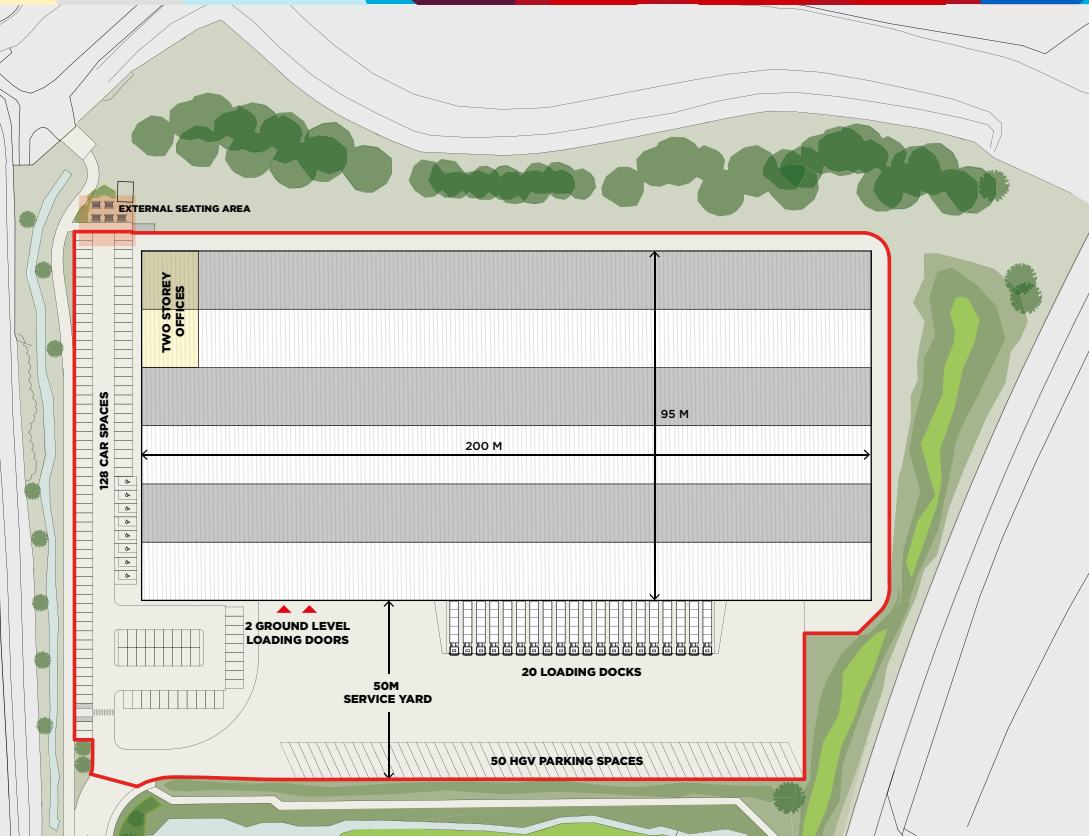 EXTERNAL SEATING AREA
TWO STOREY
OFFICES
128 CAR SPACES
95 M
200 M
2 GROUND LEVEL
LOADING DOORS
20 LOADING DOCKS
50M
SERVICE YARD
50 HGV PARKING SPACES